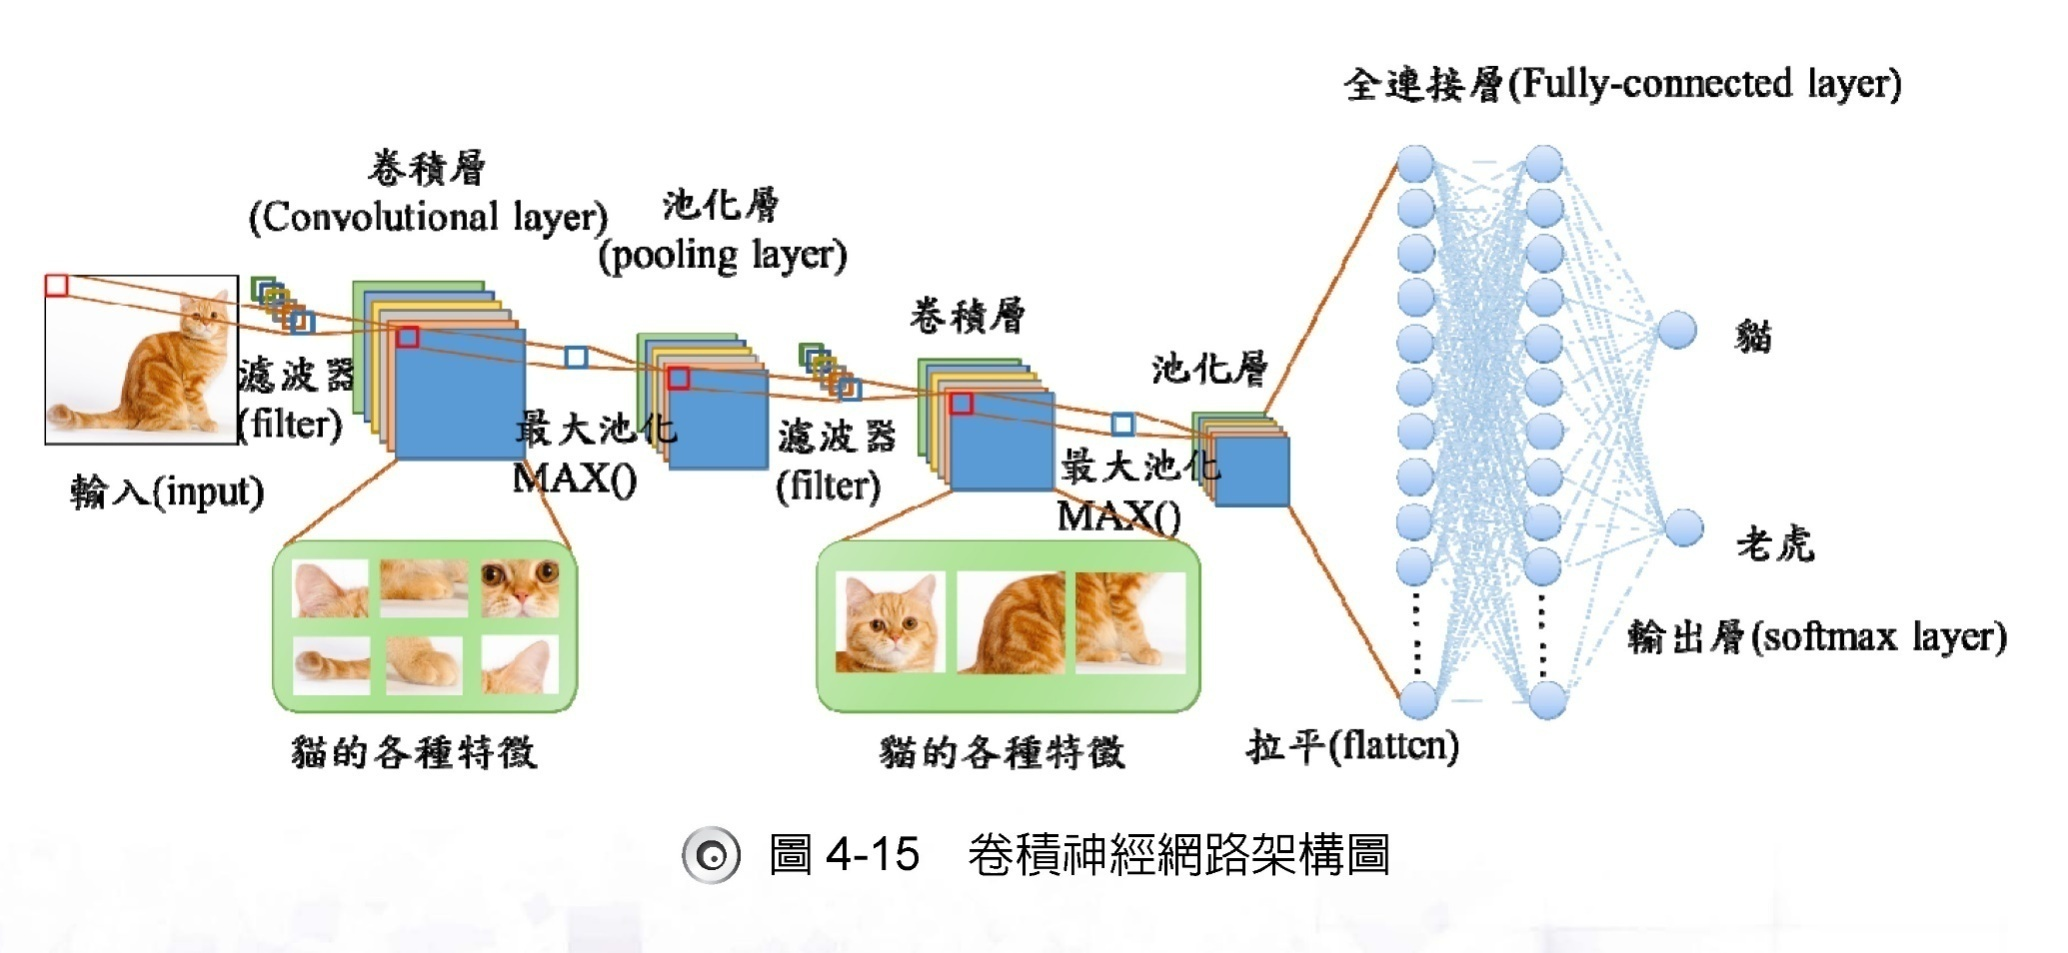 全連接層(Fully-connected layer)
卷積層
(Convolutional layer)
池化層
(pooling layer)
卷積層
池化層
貓
濾波器
(filter)
最大池化
MAX()
濾波器
(filter)
最大池化
MAX()
輸入(input)
老虎
輸出層(softmax layer)
貓的各種特徵
貓的各種特徵
拉平(flatten)
圖 4-15 卷積神經網路架構圖